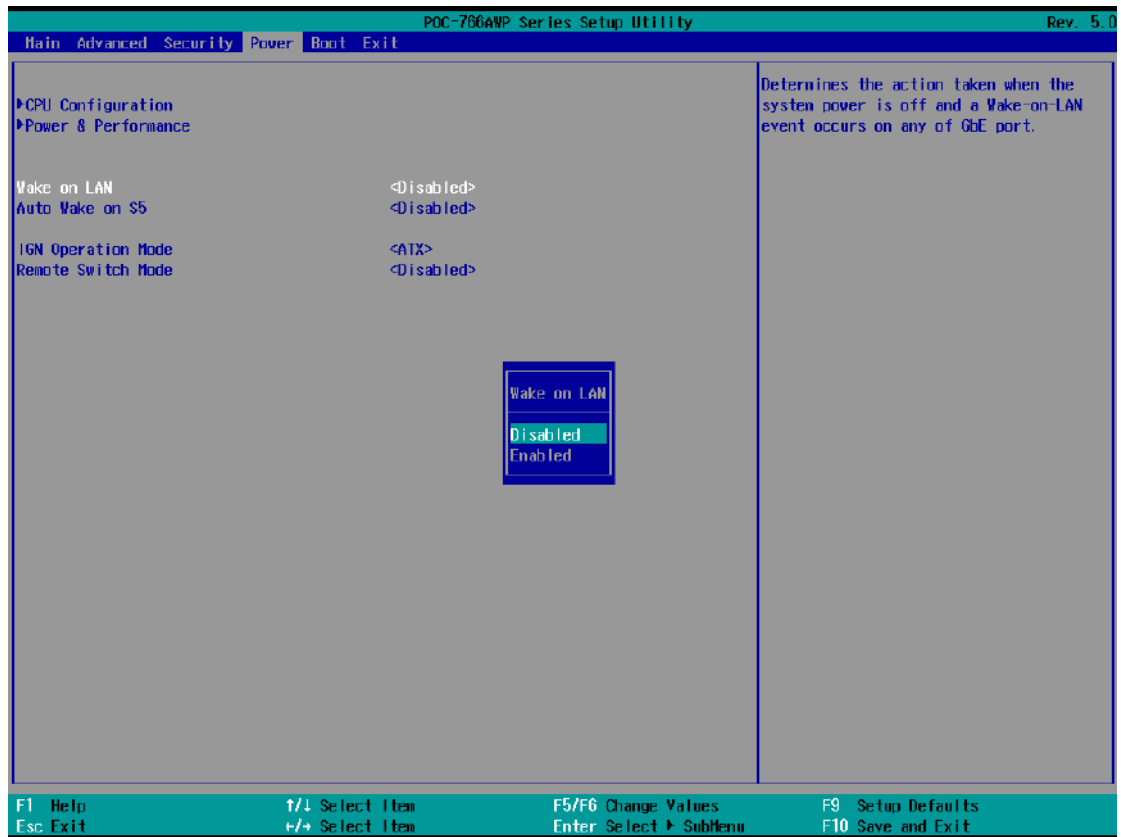 POC-766AWP Series Setup Utility Rev. 5.0
Main Advanced Security Power Boot Exit
▶CPU Configuration
▶Power & Performance
Wake on LAN <Disabled>
Auto Wake on S5 <Disabled>
IGN Operation Mode <ATX>
Remote Switch Mode <Disabled>
Determines the action taken when the
system power is off and a Wake-on-LAN
event occurs on any of GbE port.
Wake on LAN
Disabled
Enabled
F1 Help ↑/↓ Select Item F5/F6 Change Values F9 Setup Defaults
Esc Exit ←/→ Select Item Enter Select ▶ SubMenu F10 Save and Exit